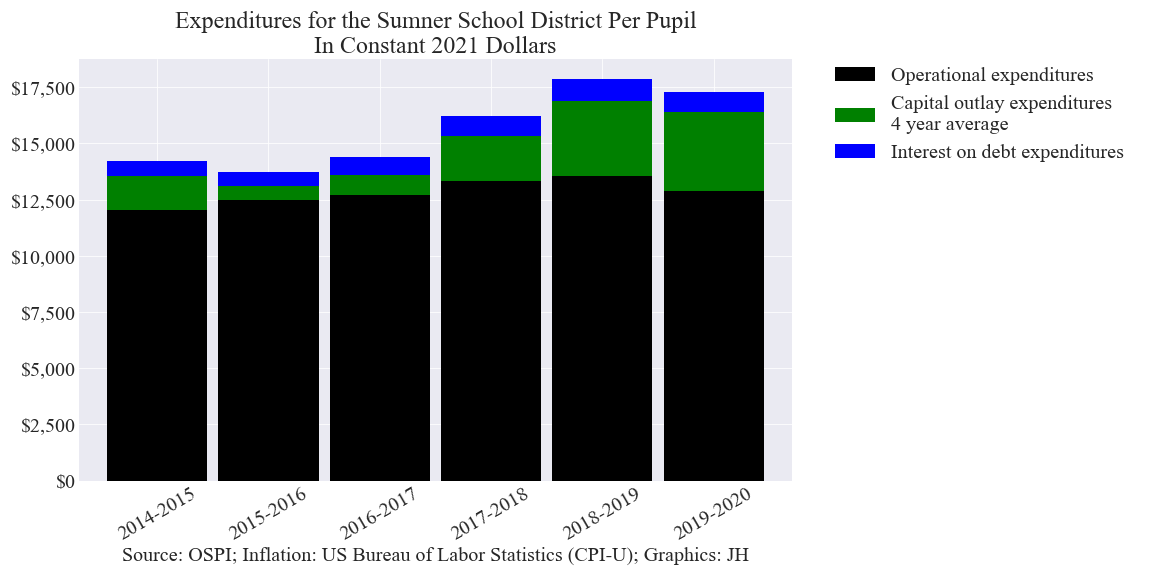 Expenditures for the Sumner School District Per Pupil
In Constant 2021 Dollars
$17,500
$15,000
$12,500
$10,000
$7,500
$5,000
$2,500
$0
2014-2015
2015-2016
2016-2017
2017-2018
2018-2019
2019-2020
Source: OSPI; Inflation: US Bureau of Labor Statistics (CPI-U); Graphics: JH
Operational expenditures
Capital outlay expenditures
4 year average
Interest on debt expenditures